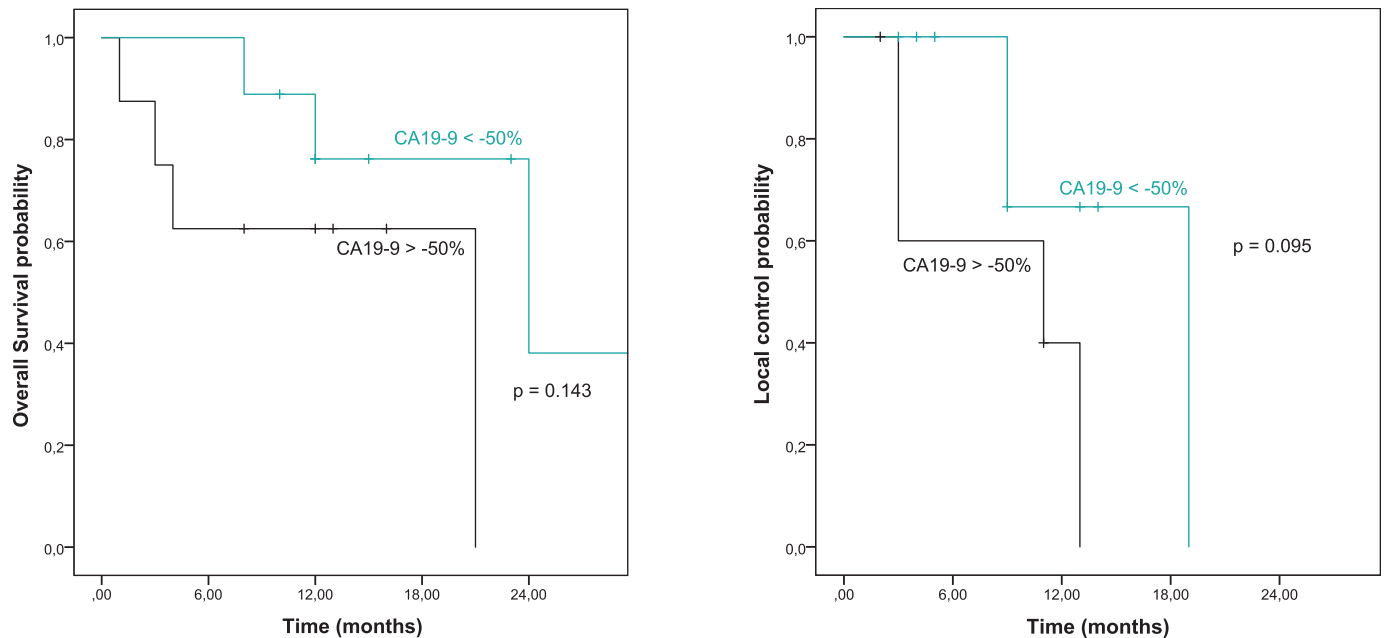 Overall Survival probability
1,0
0,8
0,6
0,4
0,2
0,0
CA19-9 < -50%
CA19-9 > -50%
p = 0.143
,00
6,00
12,00
18,00
24,00
Time (months)
Local control probability
1,0
0,8
0,6
0,4
0,2
0,0
CA19-9 < -50%
p = 0.095
CA19-9 > -50%
,00
6,00
12,00
18,00
24,00
Time (months)